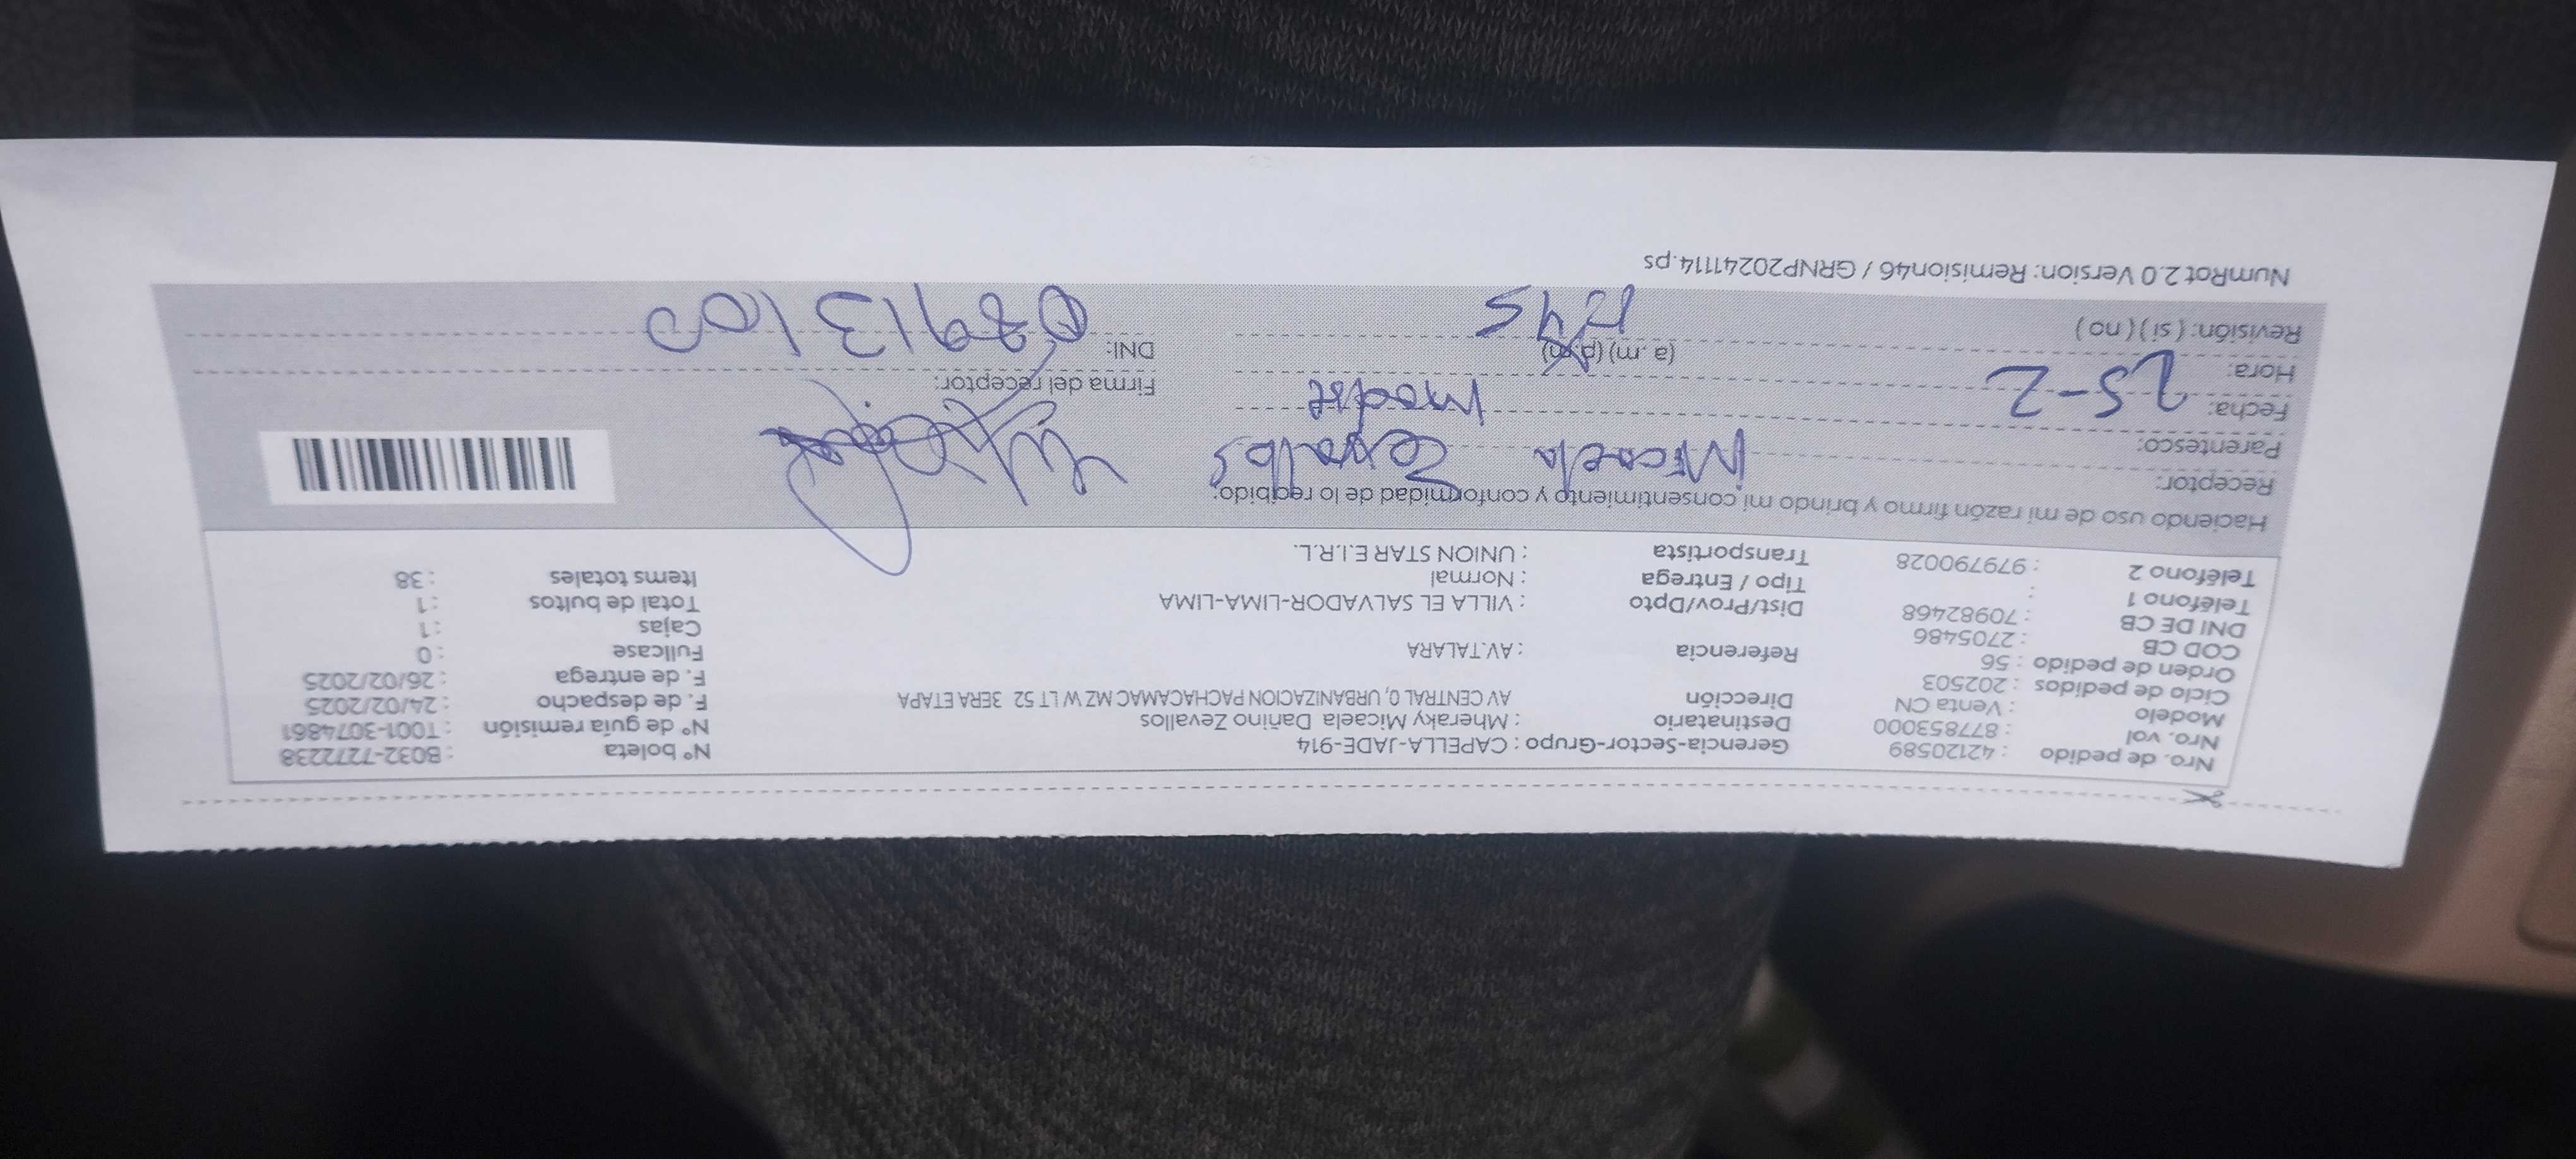 Nro. de pedido : 42120589 Gerencia-Sector-Grupo : CAPELLA-JADE-914 N° boleta : B032-7272238
Nro. vol : 877853000 Destinatario : Mheraky Micaela Dañino Zevallos N° de guía remisión : T001-3074861
Modelo : Venta CN Dirección AV CENTRAL 0, URBANIZACION PACHACAMAC MZ W LT 52 3ERA ETAPA F. de despacho : 24/02/2025
Ciclo de pedidos : 202503 F. de entrega : 26/02/2025
Orden de pedido : 56 Referencia : AV.TALARA Fullcase : 0
COD CB : 2705486 Cajas : 1
DNI DE CB : 70982468 Dist/Prov/Dpto : VILLA EL SALVADOR-LIMA-LIMA Total de bultos : 1
Teléfono 1 : Tipo / Entrega : Normal Items totales : 38
Teléfono 2 : 979790028 Transportista : UNION STAR E.I.R.L.
Haciendo uso de mi razón firmo y brindo mi consentimiento y conformidad de lo recibido:
Receptor: Micaela Zevallos
Parentesco: Madre
Fecha: 25-2 Firma del receptor:
Hora: (a.m) (p.m) DNI:
Revisión: ( si ) ( no )
NumRot 2.0 Version: Remision46 / GRNP20241114.ps